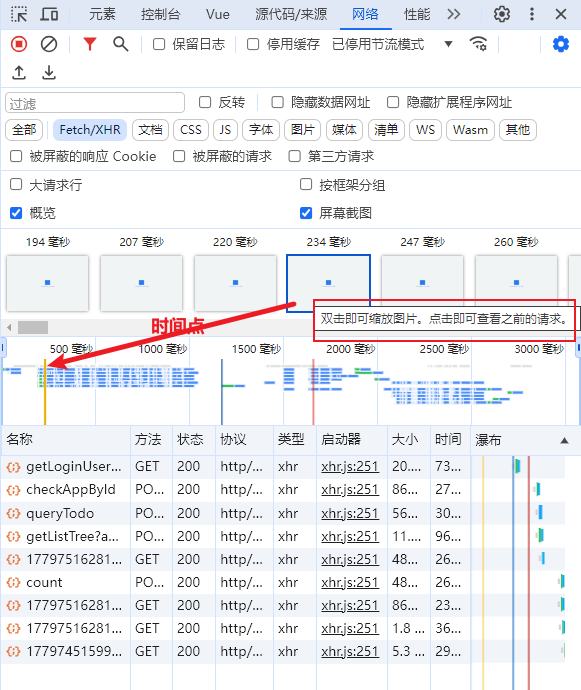 元素 控制台 Vue 源代码/来源 网络 性能
保留日志 停用缓存 已停用节流模式
过滤 反转 隐藏数据网址 隐藏扩展程序网址
全部 Fetch/XHR 文档 CSS JS 字体 图片 媒体 清单 WS Wasm 其他
被屏蔽的响应 Cookie 被屏蔽的请求 第三方请求
大请求行 按框架分组
概览 屏幕截图
194 毫秒 207 毫秒 220 毫秒 234 毫秒 247 毫秒 260 毫秒
双击即可缩放图片。点击即可查看之前的请求。
时间点
500 毫秒 1000 毫秒 1500 毫秒 2000 毫秒 2500 毫秒 3000 毫秒
名称 方法 状态 协议 类型 启动器 大小 时间 瀑布
getLoginUser... GET 200 http/... xhr xhr.js:251 20.... 73...
checkAppById PO... 200 http/... xhr xhr.js:251 86... 27...
queryTodo PO... 200 http/... xhr xhr.js:251 56... 30...
getListTree?a... PO... 200 http/... xhr xhr.js:251 11.... 96...
17797516281... GET 200 http/... xhr xhr.js:251 48... 26...
count PO... 200 http/... xhr xhr.js:251 48... 26...
17797516281... GET 200 http/... xhr xhr.js:251 86... 23...
17797516281... GET 200 http/... xhr xhr.js:251 1.8 ... 36...
17797451599... GET 200 http/... xhr xhr.js:251 5.3 ... 29...